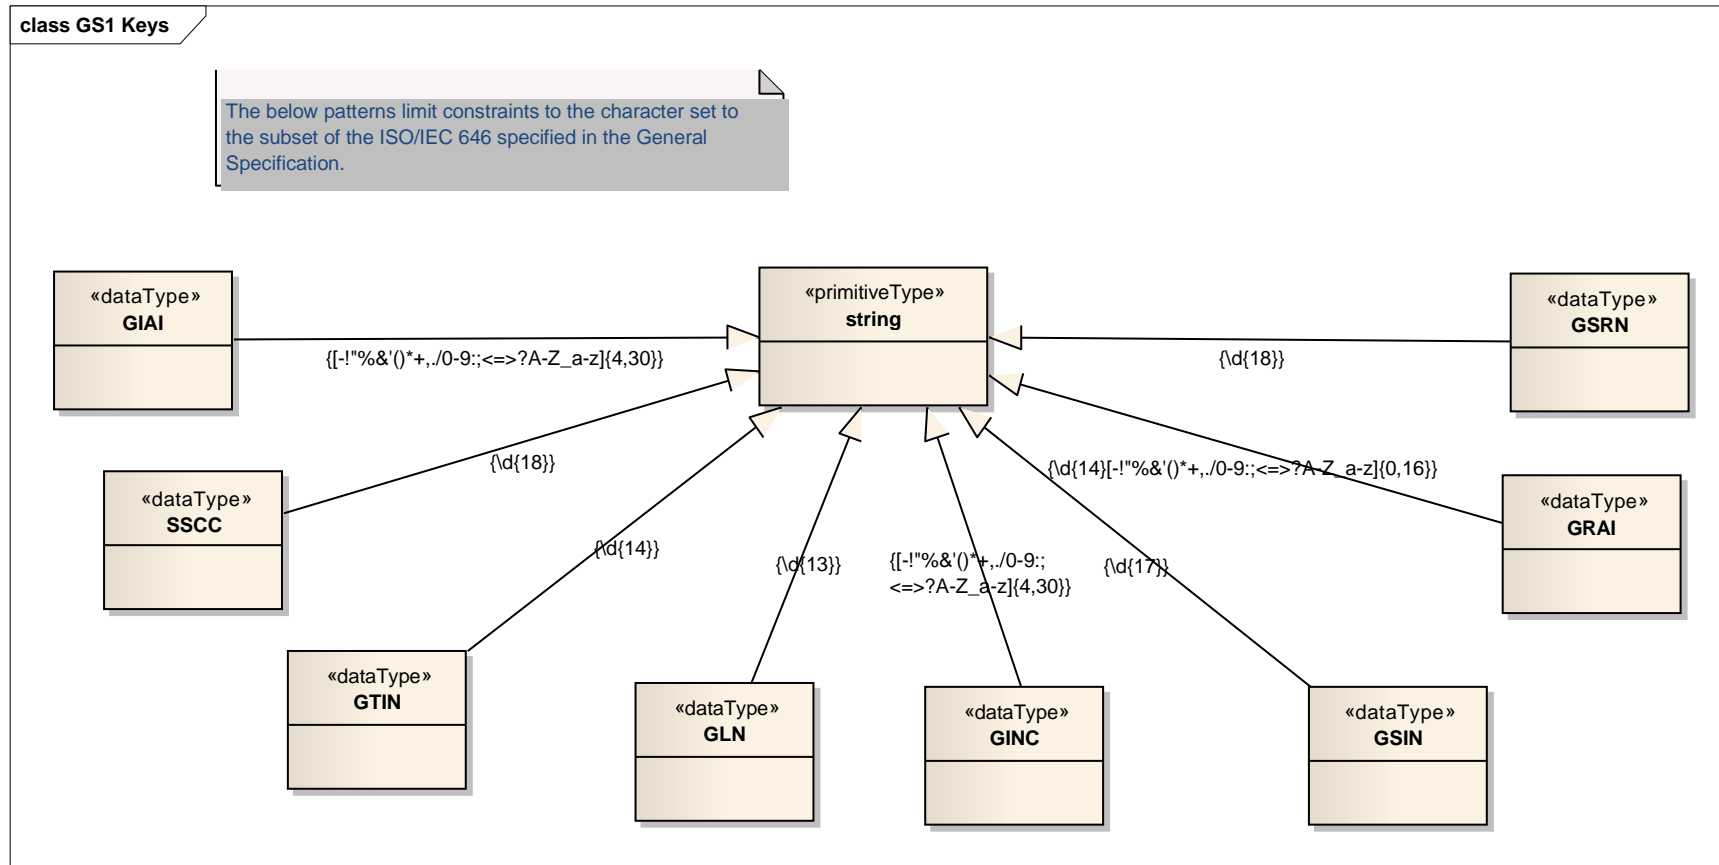 class GS1 Keys
The below patterns limit constraints to the character set to
the subset of the ISO/IEC 646 specified in the General
Specification.
«dataType»
GIAI
«primitiveType»
string
«dataType»
GSRN
{[-!"%&'()*+,./0-9:;<=>?A-Z_a-z]{4,30}}
{\d{18}}
{\d{18}}
{\d{14}[-!"%&'()*+,./0-9:;<=>?A-Z_a-z]{0,16}}
«dataType»
SSCC
«dataType»
GRAI
{\d{14}}
{\d{13}}
{[-!"%&'()*+,./0-9:;
<=>?A-Z_a-z]{4,30}}
{\d{17}}
«dataType»
GTIN
«dataType»
GLN
«dataType»
GINC
«dataType»
GSIN